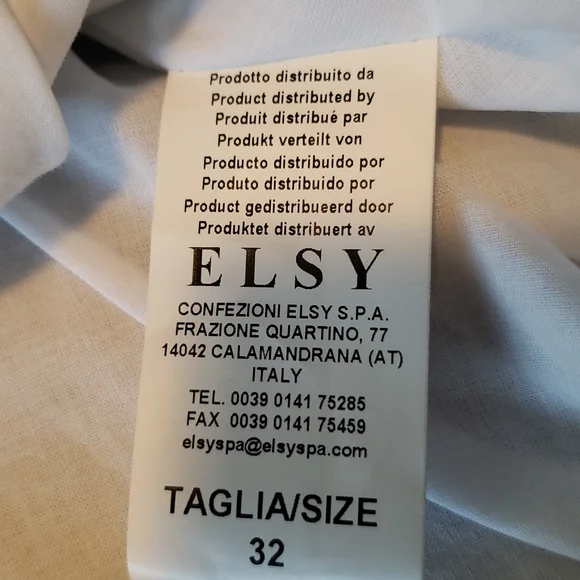 Prodotto distribuito da
Product distributed by
Produit distribué par
Produkt verteilt von
Producto distribuido por
Produto distribuido por
Product gedistribueerd door
Produktet distribuert av
ELSY
CONFEZIONI ELSY S.P.A.
FRAZIONE QUARTINO, 77
14042 CALAMANDRANA (AT)
ITALY
TEL. 0039 0141 75285
FAX 0039 0141 75459
elsyspa@elsyspa.com
TAGLIA/SIZE
32